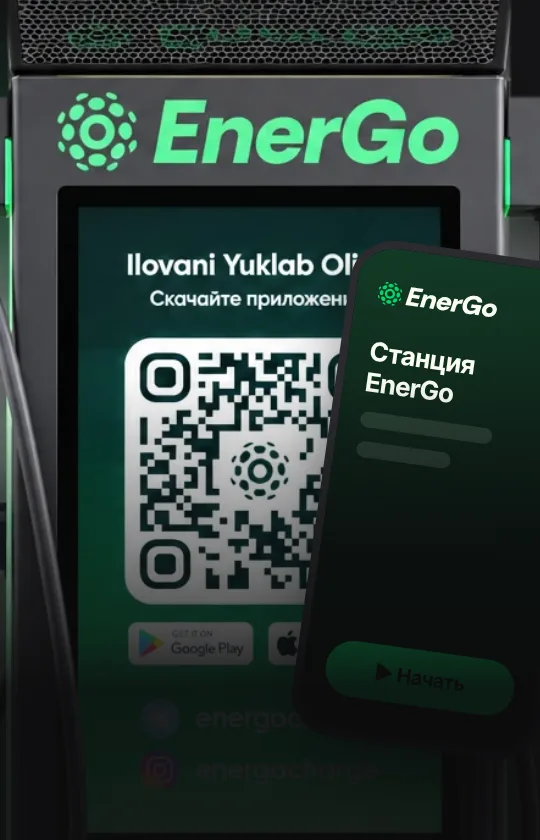 EnerGo
Ilovani Yuklab Oli
Скачайте приложени
GET IT ON
Google Play
EnerGo
Станция
EnerGo
Начать